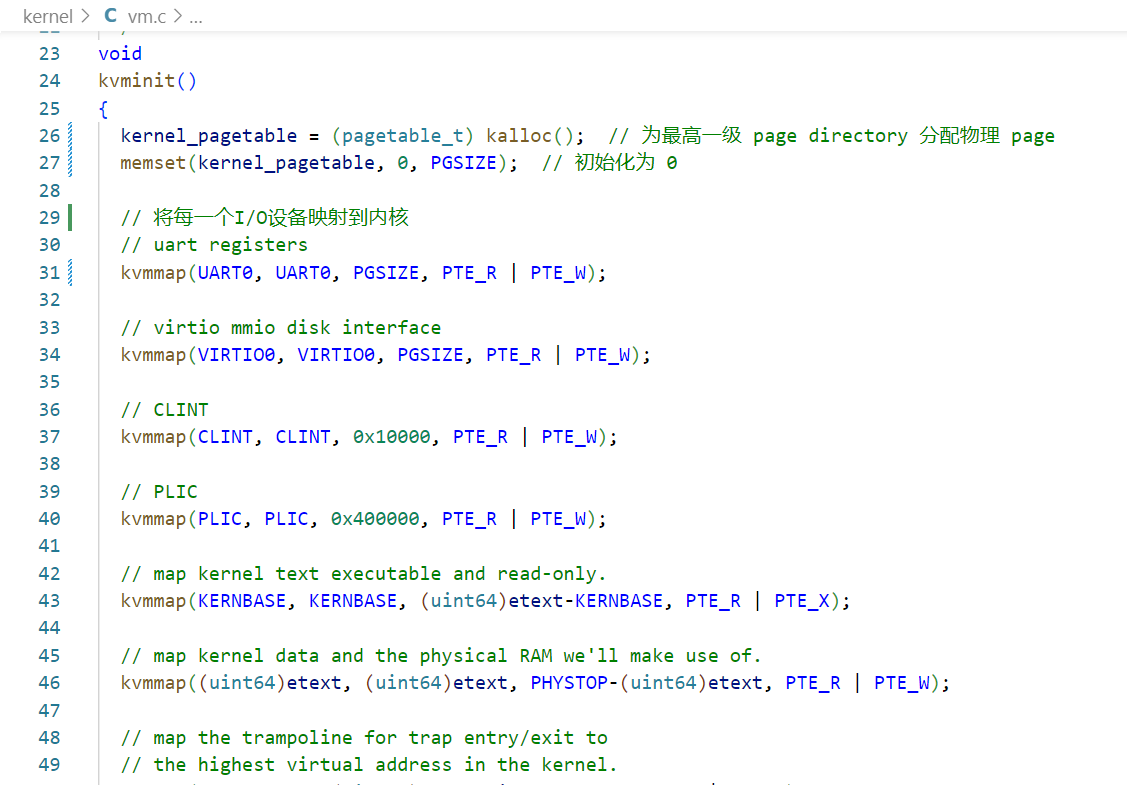 kernel > C vm.c > ...
23 void
24 kvminit()
25 {
26 kernel_pagetable = (pagetable_t) kalloc();  // 为最高一级 page directory 分配物理 page
27 memset(kernel_pagetable, 0, PGSIZE);  // 初始化为 0
28
29 // 将每一个I/O设备映射到内核
30 // uart registers
31 kvmmap(UART0, UART0, PGSIZE, PTE_R | PTE_W);
32
33 // virtio mmio disk interface
34 kvmmap(VIRTIO0, VIRTIO0, PGSIZE, PTE_R | PTE_W);
35
36 // CLINT
37 kvmmap(CLINT, CLINT, 0x10000, PTE_R | PTE_W);
38
39 // PLIC
40 kvmmap(PLIC, PLIC, 0x400000, PTE_R | PTE_W);
41
42 // map kernel text executable and read-only.
43 kvmmap(KERNBASE, KERNBASE, (uint64)etext-KERNBASE, PTE_R | PTE_X);
44
45 // map kernel data and the physical RAM we'll make use of.
46 kvmmap((uint64)etext, (uint64)etext, PHYSTOP-(uint64)etext, PTE_R | PTE_W);
47
48 // map the trampoline for trap entry/exit to
49 // the highest virtual address in the kernel.